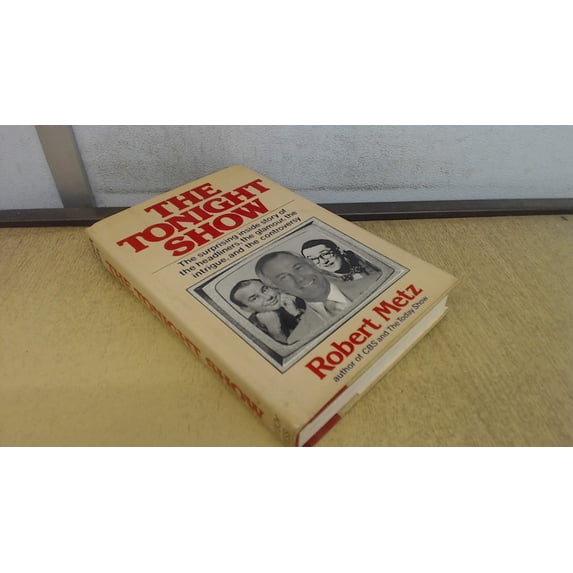 THE
TONIGHT
SHOW
The surprising inside story of
the headliners, the glamour, the
intrigue, and the controversy
Robert Metz
author of CBS and The Today Show
THE TONIGHT SHOW